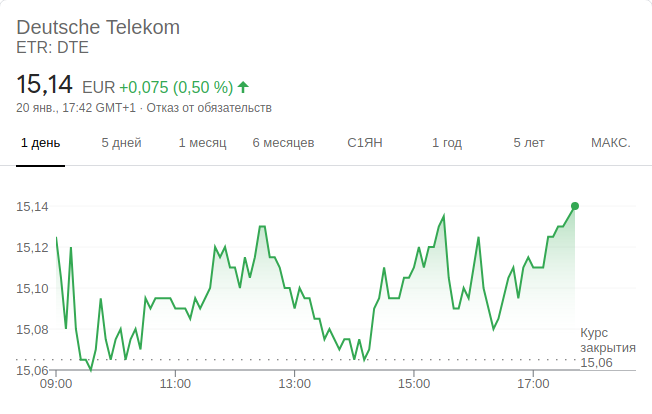 Deutsche Telekom
ETR: DTE
15,14 EUR +0,075 (0,50 %)
20 янв., 17:42 GMT+1 · Отказ от обязательств
1 день 5 дней 1 месяц 6 месяцев С1ЯН 1 год 5 лет МАКС.
15,14
15,12
15,10
15,08
15,06
Курс
закрытия
15,06
09:00 11:00 13:00 15:00 17:00